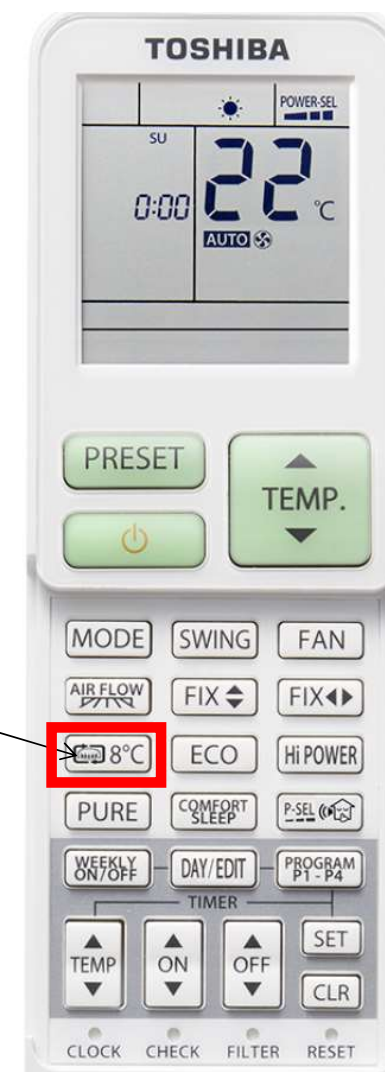 TOSHIBA
POWER-SEL
SU
0:00 22 °C
AUTO
PRESET
TEMP.
MODE SWING FAN
AIR FLOW FIX FIX
8°C ECO Hi POWER
PURE COMFORT SLEEP P-SEL
WEEKLY ON/OFF DAY/EDIT PROGRAM P1 - P4
TIMER
TEMP ON OFF SET
CLR
CLOCK CHECK FILTER RESET